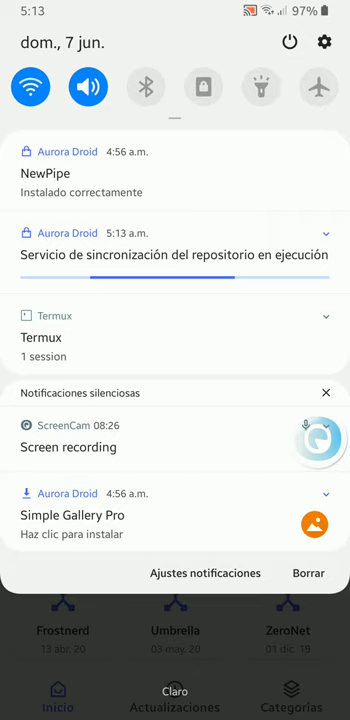 5:13
97%
dom., 7 jun.
Aurora Droid 4:56 a.m.
NewPipe
Instalado correctamente
Aurora Droid 5:13 a.m.
Servicio de sincronización del repositorio en ejecución
Termux
Termux
1 session
Notificaciones silenciosas
ScreenCam 08:26
Screen recording
Aurora Droid 4:56 a.m.
Simple Gallery Pro
Haz clic para instalar
Ajustes notificaciones Borrar
Frostnerd Umbrella ZeroNet
13 abr. 20 03 may. 20 01 dic. 19
Claro
Inicio Actualizaciones Categorías